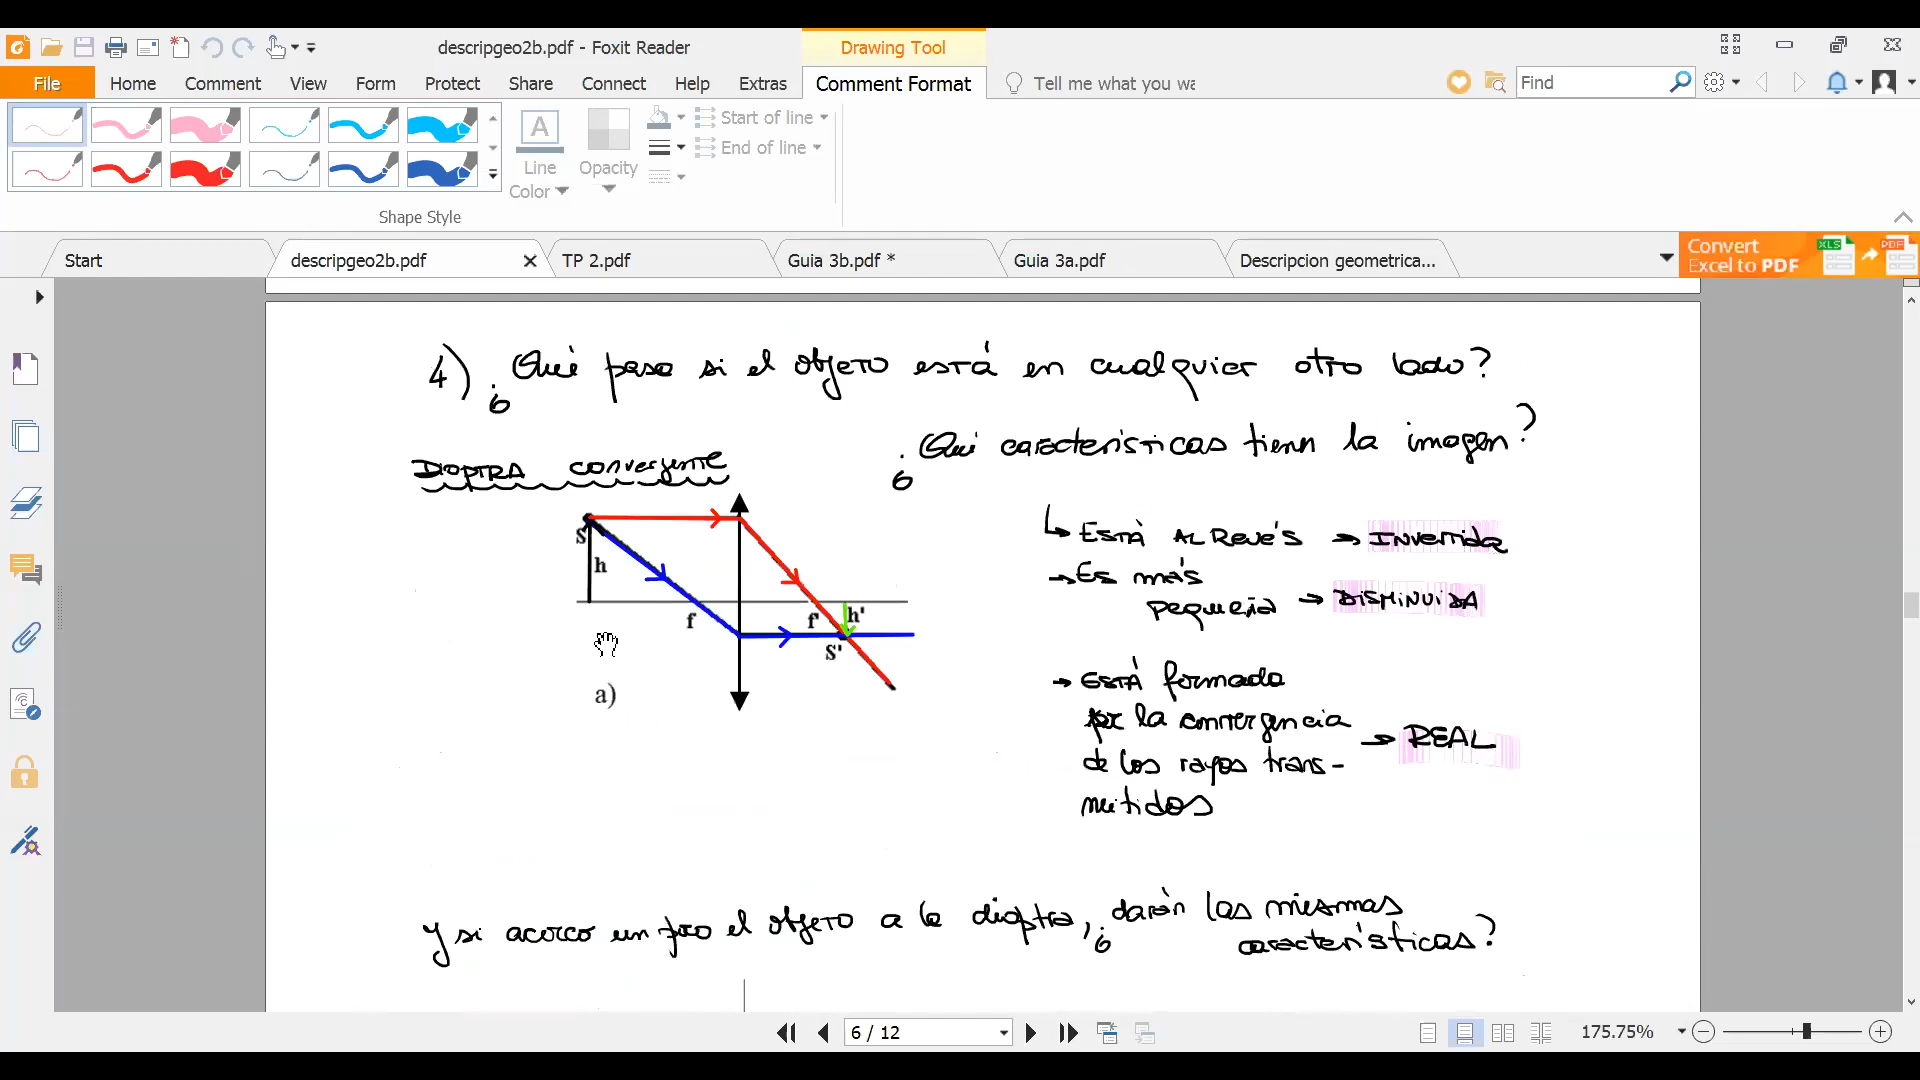 descripgeo2b.pdf - Foxit Reader
Drawing Tool
File Home Comment View Form Protect Share Connect Help Extras Comment Format Tell me what you wa Find
Start of line
End of line
Line Color
Opacity
Shape Style
Start descripgeo2b.pdf TP 2.pdf Guia 3b.pdf * Guia 3a.pdf Descripcion geometrica...
Convert XLS PDF
Excel to PDF
4) ¿Qué pasa si el objeto está en cualquier otro lado?
¿Qué características tiene la imagen?
DIOPTRA convergente
S
h
f
f'
h'
S'
a)
ESTÁ AL REVÉS → INvertida
→ Es más
pequeña → DISMINUIDA
→ ESTÁ formada
por la convergencia
de los rayos trans-
mitidos
→ REAL
y si acerco un poco el objeto a la dioptra, ¿darán las mismas
características?
6 / 12
175.75%